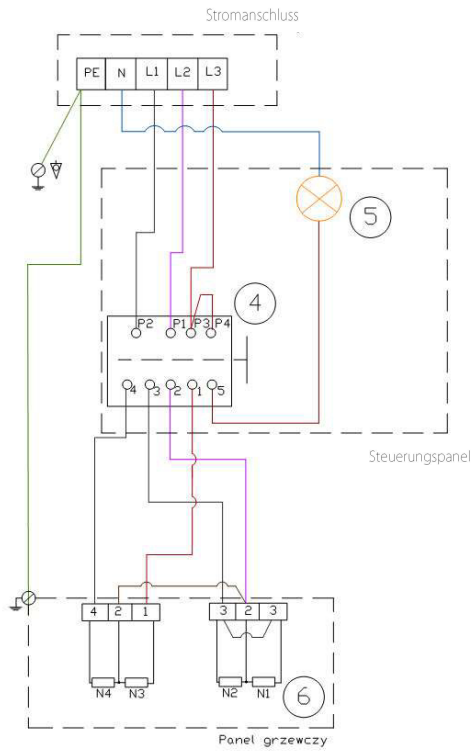 Stromanschluss
PE N L1 L2 L3
5
4
P2 P1 P3 P4
4 3 2 1 5
Steuerungspanel
4 2 1 3 2 3
N4 N3 N2 N1
6
Panel grzewczy